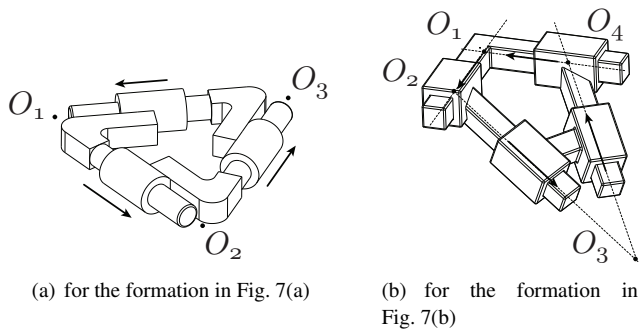 O1
O2
O3
O1
O2
O3
O4
(a) for the formation in Fig. 7(a)
(b) for the formation in
Fig. 7(b)